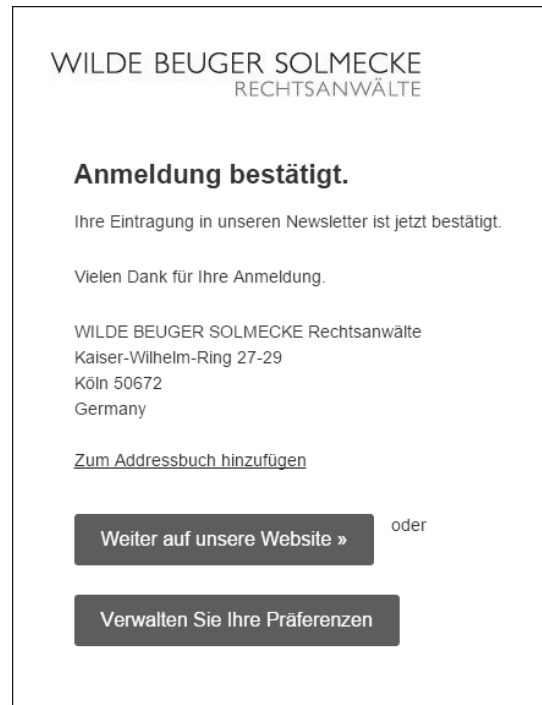 WILDE BEUGER SOLMECKE
RECHTSANWÄLTE
Anmeldung bestätigt.
Ihre Eintragung in unseren Newsletter ist jetzt bestätigt.
Vielen Dank für Ihre Anmeldung.
WILDE BEUGER SOLMECKE Rechtsanwälte
Kaiser-Wilhelm-Ring 27-29
Köln 50672
Germany
Zum Addressbuch hinzufügen
Weiter auf unsere Website » oder
Verwalten Sie Ihre Präferenzen